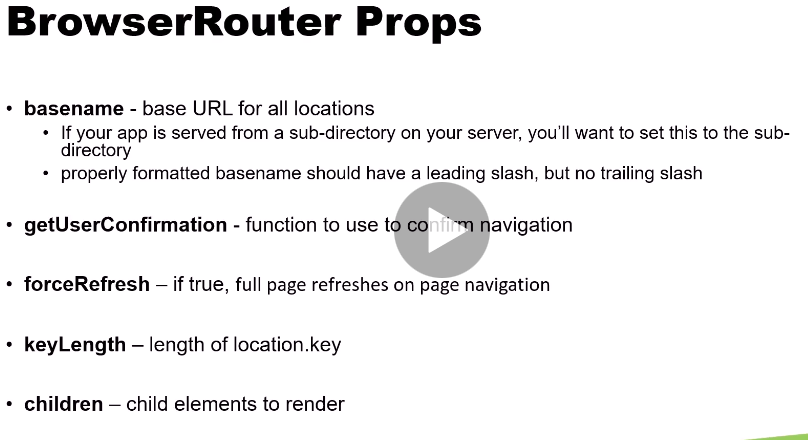 BrowserRouter Props
• basename - base URL for all locations
• If your app is served from a sub-directory on your server, you'll want to set this to the sub-
directory
• properly formatted basename should have a leading slash, but no trailing slash
• getUserConfirmation - function to use to confirm navigation
• forceRefresh – if true, full page refreshes on page navigation
• keyLength – length of location.key
• children – child elements to render